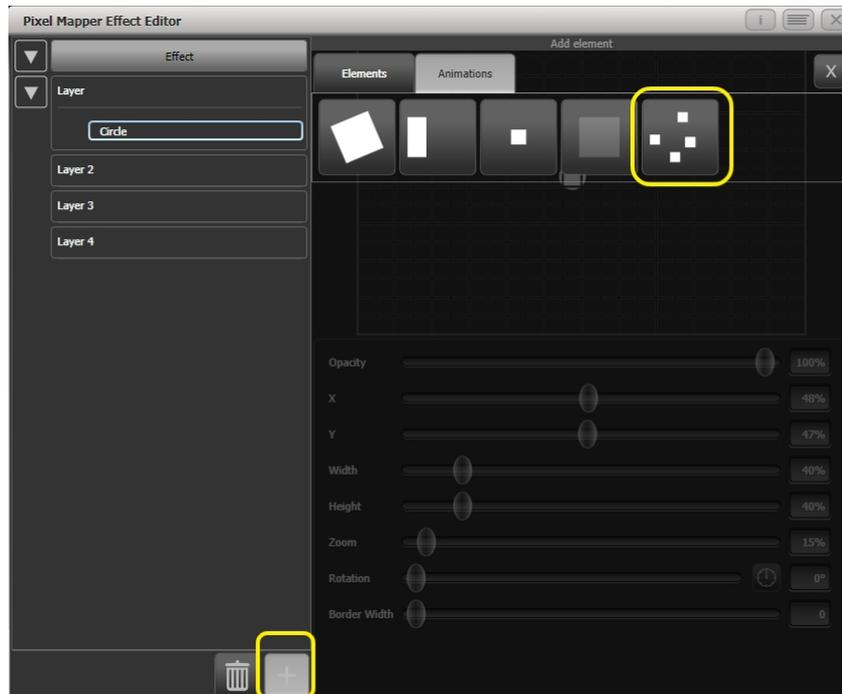 Pixel Mapper Effect Editor
i
X
Effect
Add element
Layer
Elements
Animations
X
Circle
Layer 2
Layer 3
Layer 4
Opacity 100%
X 48%
Y 47%
Width 40%
Height 40%
Zoom 15%
Rotation 0°
Border Width 0
+